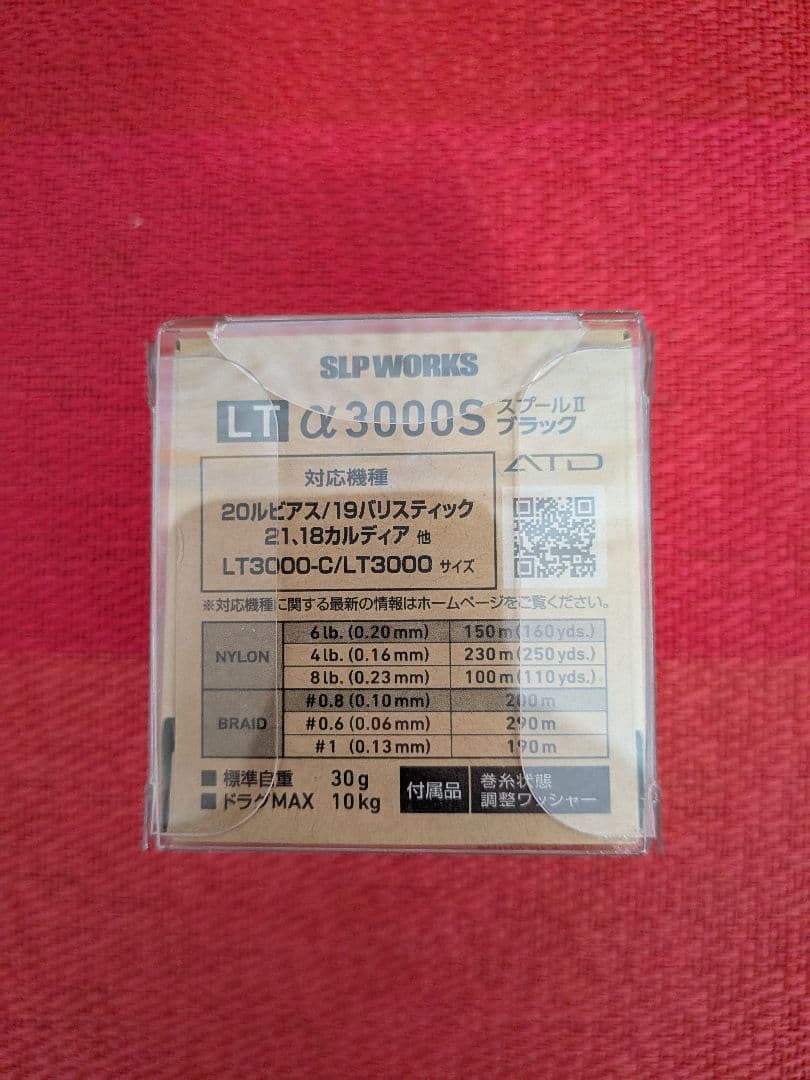 SLP WORKS
LT α3000S スプールⅡ ブラック
ATD
対応機種
20ルビアス/19バリスティック
21、18カルディア 他
LT3000-C/LT3000 サイズ
※対応機種に関する最新の情報はホームページをご覧ください。
NYLON
6lb. (0.20mm) 150m(160yds.)
4lb. (0.16mm) 230m(250yds.)
8lb. (0.23mm) 100m(110yds.)
BRAID
#0.8 (0.10mm) 200m
#0.6 (0.06mm) 290m
#1 (0.13mm) 190m
■ 標準自重 30g
■ ドラグMAX 10kg
付属品 巻糸状態
調整ワッシャー